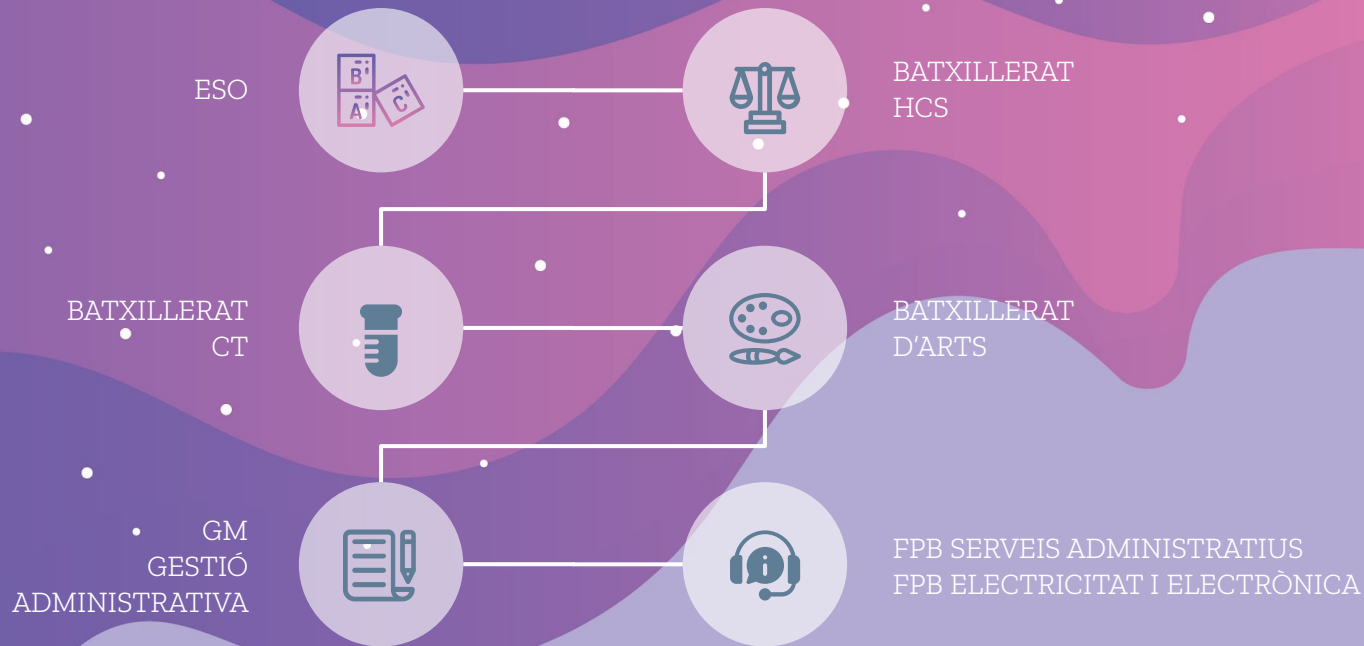 ESO
B
A
C
BATXILLERAT
HCS
BATXILLERAT
CT
BATXILLERAT
D'ARTS
GM
GESTIÓ
ADMINISTRATIVA
FPB SERVEIS ADMINISTRATIUS
FPB ELECTRICITAT I ELECTRÒNICA